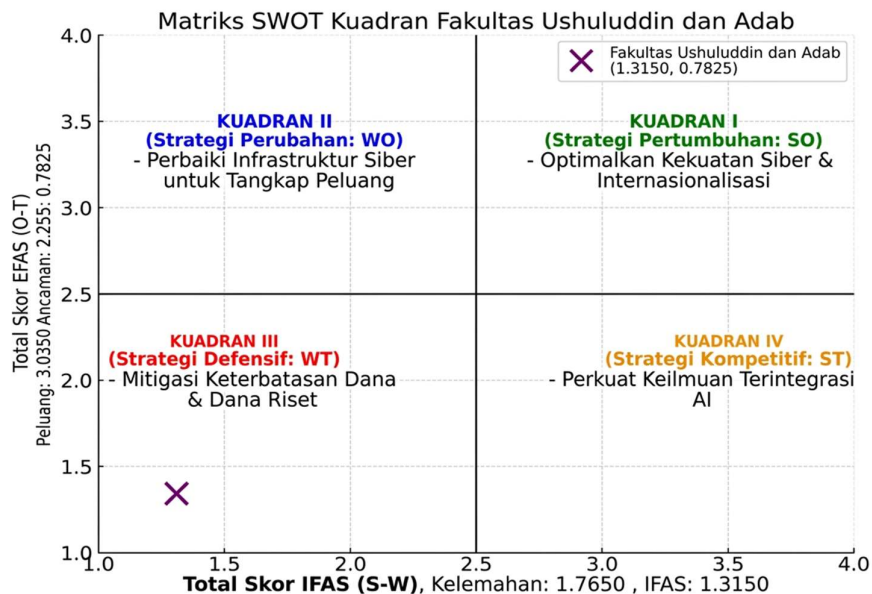 Matriks SWOT Kuadran Fakultas Ushuluddin dan Adab
4.0
Fakultas Ushuluddin dan Adab
(1.3150, 0.7825)
KUADRAN II
(Strategi Perubahan: WO)
- Perbaiki Infrastruktur Siber
untuk Tangkap Peluang
KUADRAN I
(Strategi Pertumbuhan: SO)
- Optimalkan Kekuatan Siber &
Internasionalisasi
3.5
3.0
2.5
Total Skor EFAS (O-T)
Peluang: 3.0350 Ancaman: 2.255: 0.7825
KUADRAN III
(Strategi Defensif: WT)
- Mitigasi Keterbatasan Dana
& Dana Riset
KUADRAN IV
(Strategi Kompetitif: ST)
- Perkuat Keilmuan Terintegrasi
AI
2.0
1.5
1.0
1.0 1.5 2.0 2.5 3.0 3.5 4.0
Total Skor IFAS (S-W), Kelemahan: 1.7650 , IFAS: 1.3150